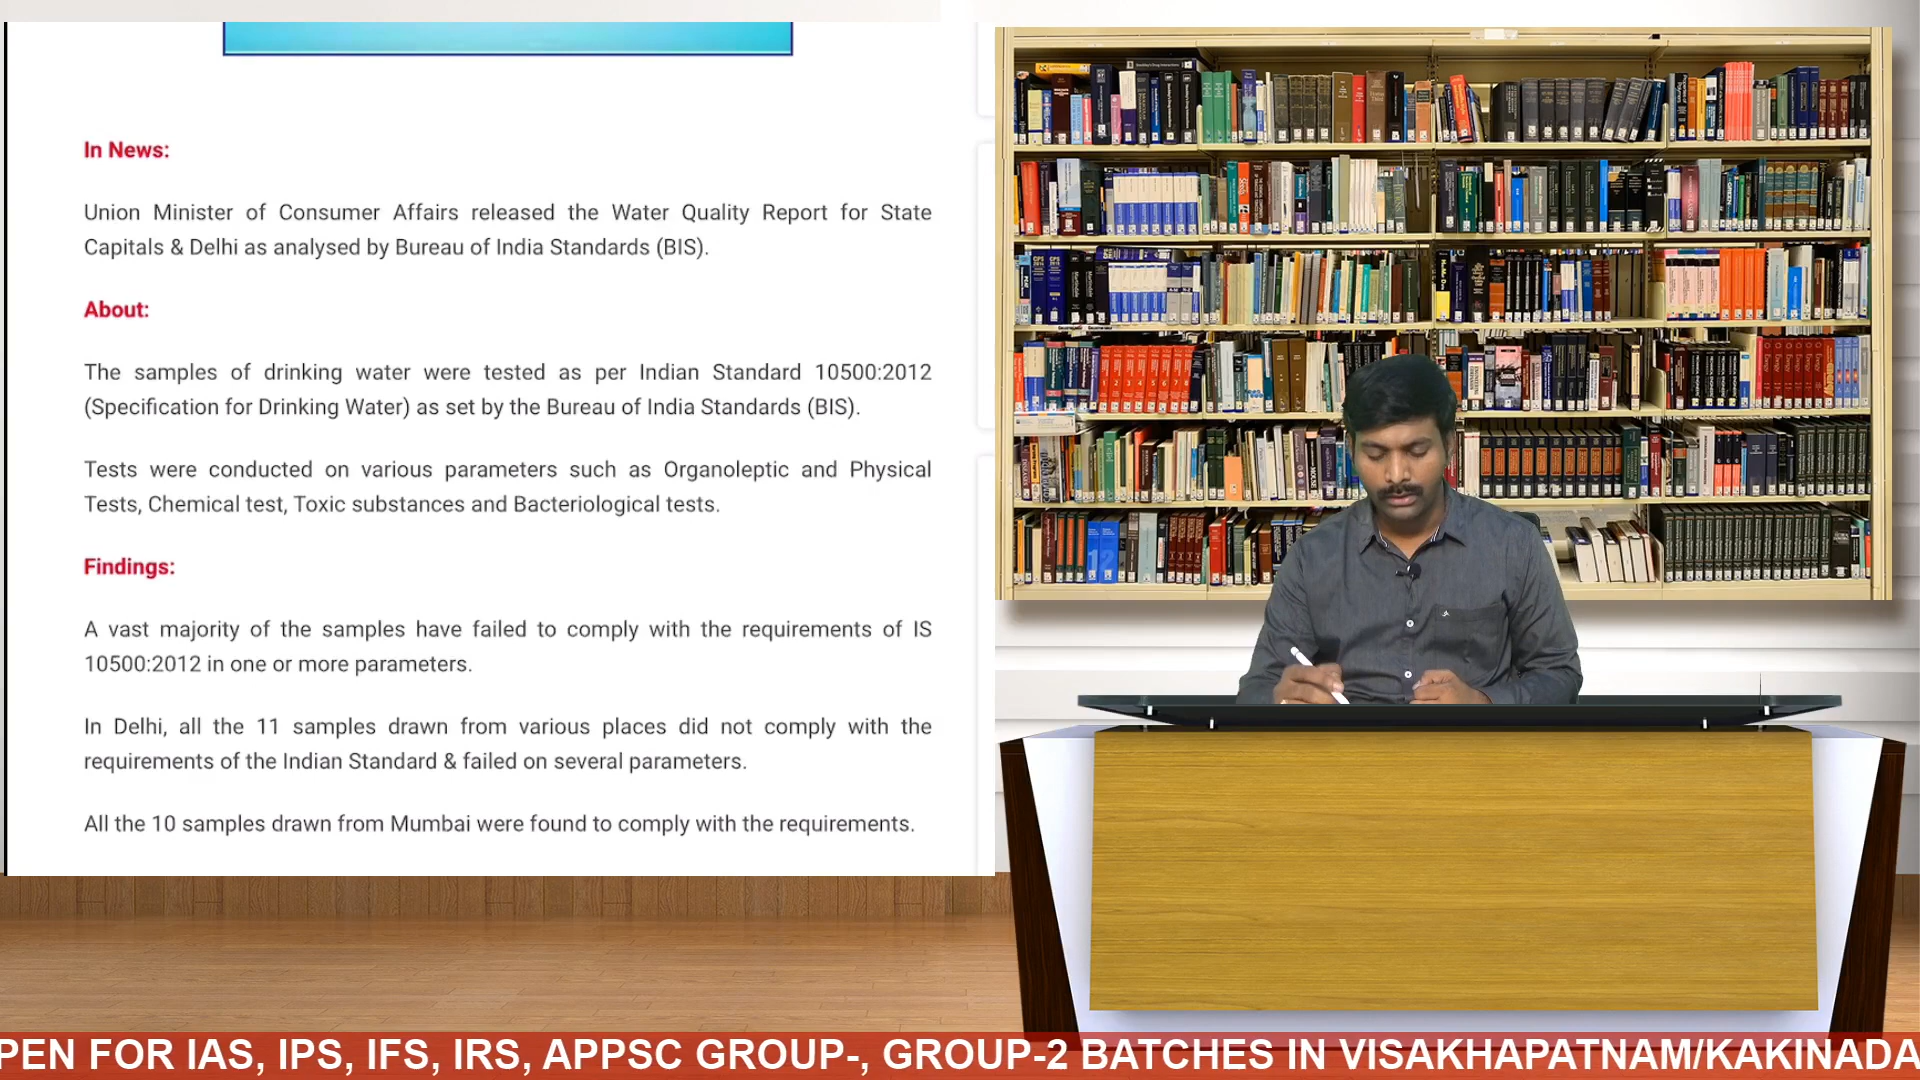 In News:
Union Minister of Consumer Affairs released the Water Quality Report for State
Capitals & Delhi as analysed by Bureau of India Standards (BIS).
About:
The samples of drinking water were tested as per Indian Standard 10500:2012
(Specification for Drinking Water) as set by the Bureau of India Standards (BIS).
Tests were conducted on various parameters such as Organoleptic and Physical
Tests, Chemical test, Toxic substances and Bacteriological tests.
Findings:
A vast majority of the samples have failed to comply with the requirements of IS
10500:2012 in one or more parameters.
In Delhi, all the 11 samples drawn from various places did not comply with the
requirements of the Indian Standard & failed on several parameters.
All the 10 samples drawn from Mumbai were found to comply with the requirements.
PEN FOR IAS, IPS, IFS, IRS, APPSC GROUP-, GROUP-2 BATCHES IN VISAKHAPATNAM/KAKINADA